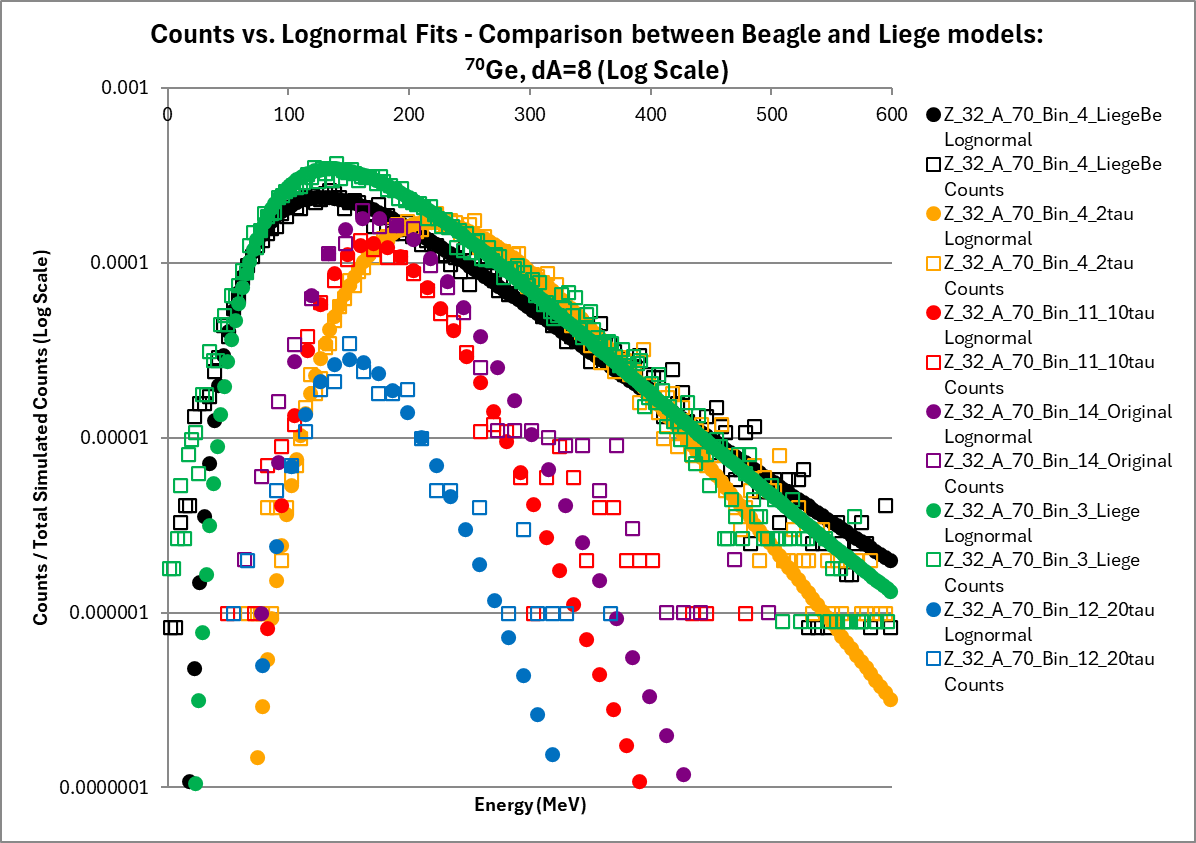 Counts vs. Lognormal Fits - Comparison between Beagle and Liege models:
⁷⁰Ge, dA=8 (Log Scale)
0.001
0 100 200 300 400 500 600
0.0001
0.00001
0.000001
0.0000001
Counts / Total Simulated Counts (Log Scale)
Energy (MeV)
Z_32_A_70_Bin_4_LiegeBe
Lognormal
Z_32_A_70_Bin_4_LiegeBe
Counts
Z_32_A_70_Bin_4_2tau
Lognormal
Z_32_A_70_Bin_4_2tau
Counts
Z_32_A_70_Bin_11_10tau
Lognormal
Z_32_A_70_Bin_11_10tau
Counts
Z_32_A_70_Bin_14_Original
Lognormal
Z_32_A_70_Bin_14_Original
Counts
Z_32_A_70_Bin_3_Liege
Lognormal
Z_32_A_70_Bin_3_Liege
Counts
Z_32_A_70_Bin_12_20tau
Lognormal
Z_32_A_70_Bin_12_20tau
Counts